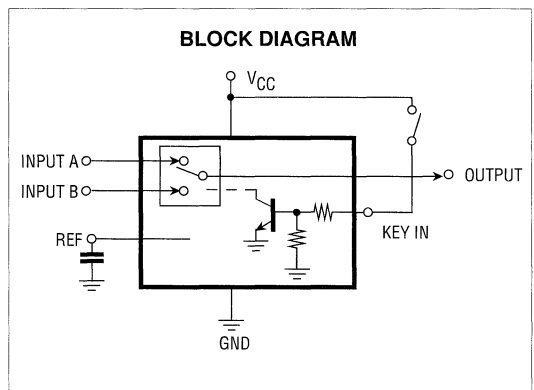 BLOCK DIAGRAM
VCC
INPUT A
INPUT B
OUTPUT
KEY IN
REF
GND